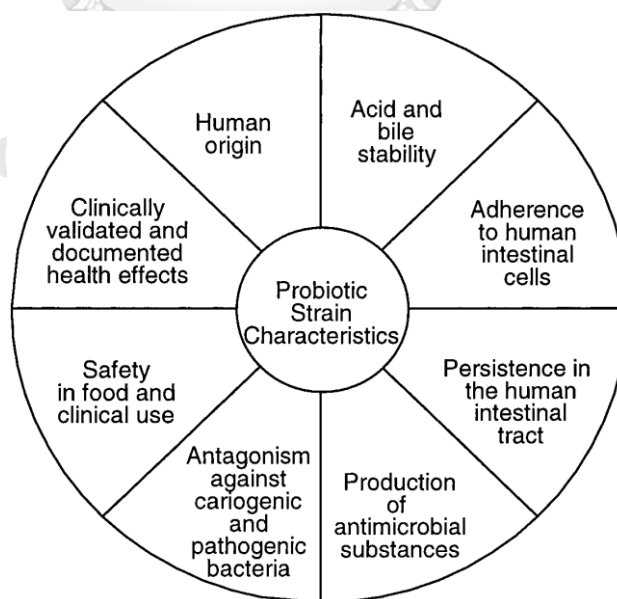 Probiotic
Strain
Characteristics
Human
origin
Acid and
bile
stability
Adherence
to human
intestinal
cells
Persistence in
the human
intestinal
tract
Production
of
antimicrobial
substances
Antagonism
against
cariogenic
and
pathogenic
bacteria
Safety
in food and
clinical use
Clinically
validated and
documented
health effects